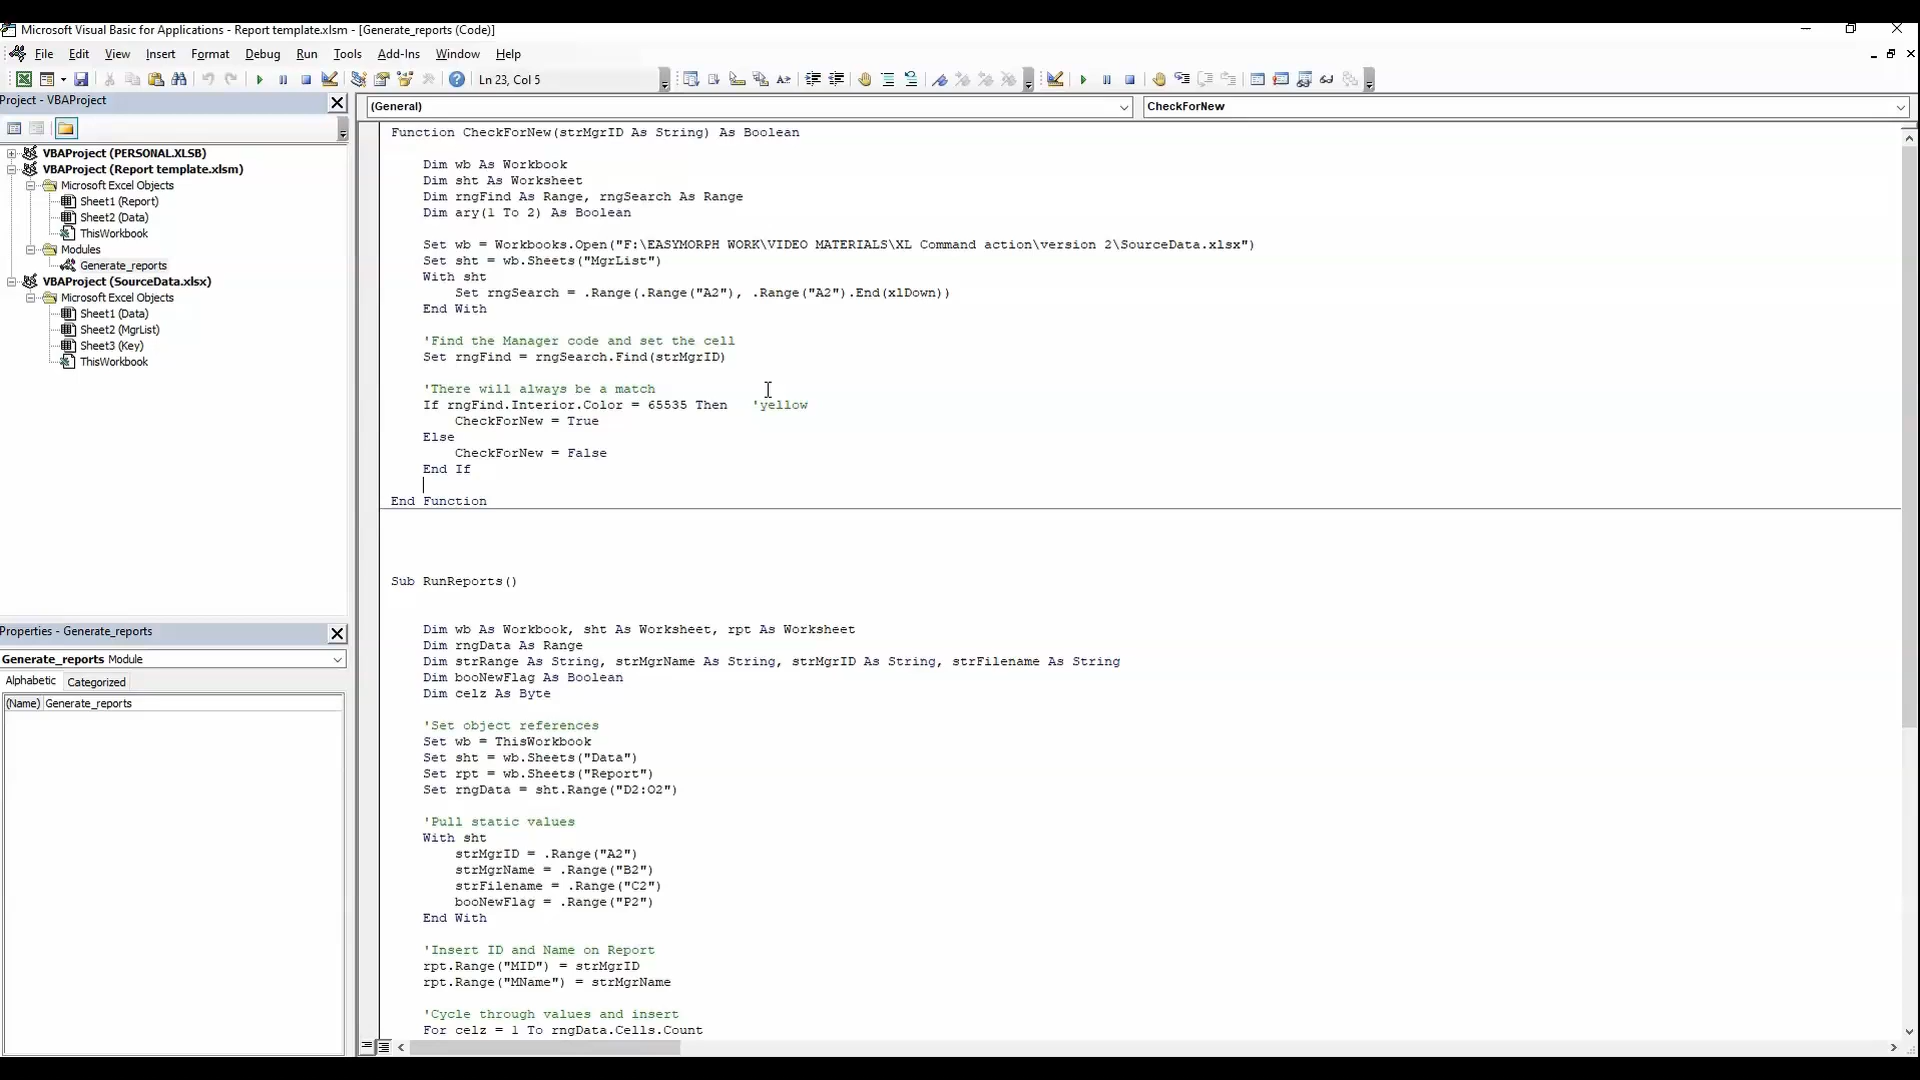 Microsoft Visual Basic for Applications - Report template.xlsm - [Generate_reports (Code)]
File Edit View Insert Format Debug Run Tools Add-Ins Window Help
Ln 23, Col 5
Project - VBAProject
VBAProject (PERSONAL.XLSB)
VBAProject (Report template.xlsm)
Microsoft Excel Objects
Sheet1 (Report)
Sheet2 (Data)
ThisWorkbook
Modules
Generate_reports
VBAProject (SourceData.xlsx)
Microsoft Excel Objects
Sheet1 (Data)
Sheet2 (MgrList)
Sheet3 (Key)
ThisWorkbook
Properties - Generate_reports
Generate_reports Module
Alphabetic Categorized
(Name) Generate_reports
(General) CheckForNew
Function CheckForNew(strMgrID As String) As Boolean
Dim wb As Workbook
Dim sht As Worksheet
Dim rngFind As Range, rngSearch As Range
Dim ary(1 To 2) As Boolean
Set wb = Workbooks.Open("F:\EASYMORPH WORK\VIDEO MATERIALS\XL Command action\version 2\SourceData.xlsx")
Set sht = wb.Sheets("MgrList")
With sht
Set rngSearch = .Range(.Range("A2"), .Range("A2").End(xlDown))
End With
'Find the Manager code and set the cell
Set rngFind = rngSearch.Find(strMgrID)
'There will always be a match
If rngFind.Interior.Color = 65535 Then 'yellow
CheckForNew = True
Else
CheckForNew = False
End If
End Function
Sub RunReports()
Dim wb As Workbook, sht As Worksheet, rpt As Worksheet
Dim rngData As Range
Dim strRange As String, strMgrName As String, strMgrID As String, strFilename As String
Dim booNewFlag As Boolean
Dim celz As Byte
'Set object references
Set wb = ThisWorkbook
Set sht = wb.Sheets("Data")
Set rpt = wb.Sheets("Report")
Set rngData = sht.Range("D2:O2")
'Pull static values
With sht
strMgrID = .Range("A2")
strMgrName = .Range("B2")
strFilename = .Range("C2")
booNewFlag = .Range("P2")
End With
'Insert ID and Name on Report
rpt.Range("MID") = strMgrID
rpt.Range("MName") = strMgrName
'Cycle through values and insert
For celz = 1 To rngData.Cells.Count